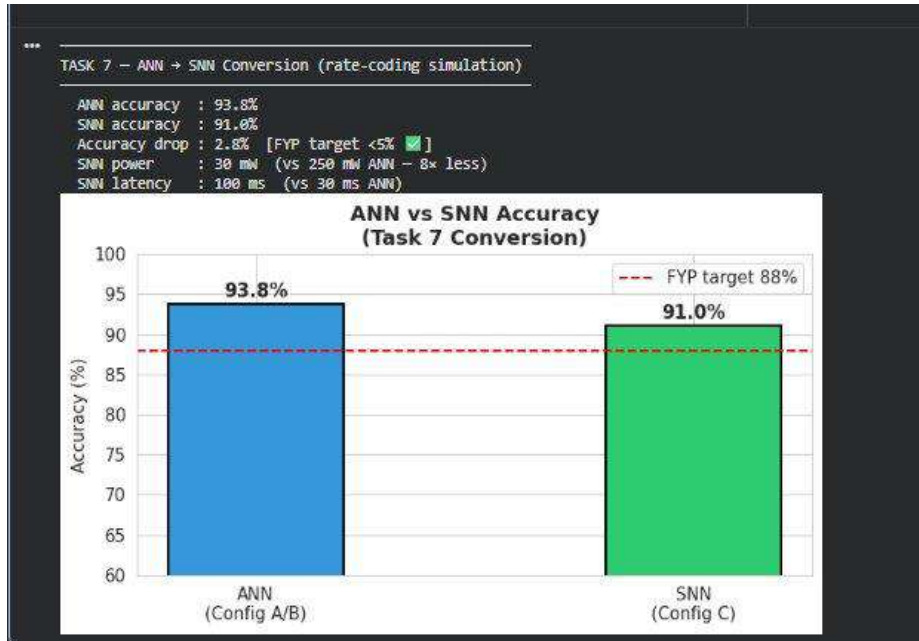 TASK 7 — ANN → SNN Conversion (rate-coding simulation)
ANN accuracy : 93.8%
SNN accuracy : 91.0%
Accuracy drop : 2.8% [FYP target <5% ✅]
SNN power : 30 mW (vs 250 mW ANN — 8× less)
SNN latency : 100 ms (vs 30 ms ANN)
ANN vs SNN Accuracy
(Task 7 Conversion)
FYP target 88%
93.8%
91.0%
Accuracy (%)
100
95
90
85
80
75
70
65
60
ANN
(Config A/B)
SNN
(Config C)